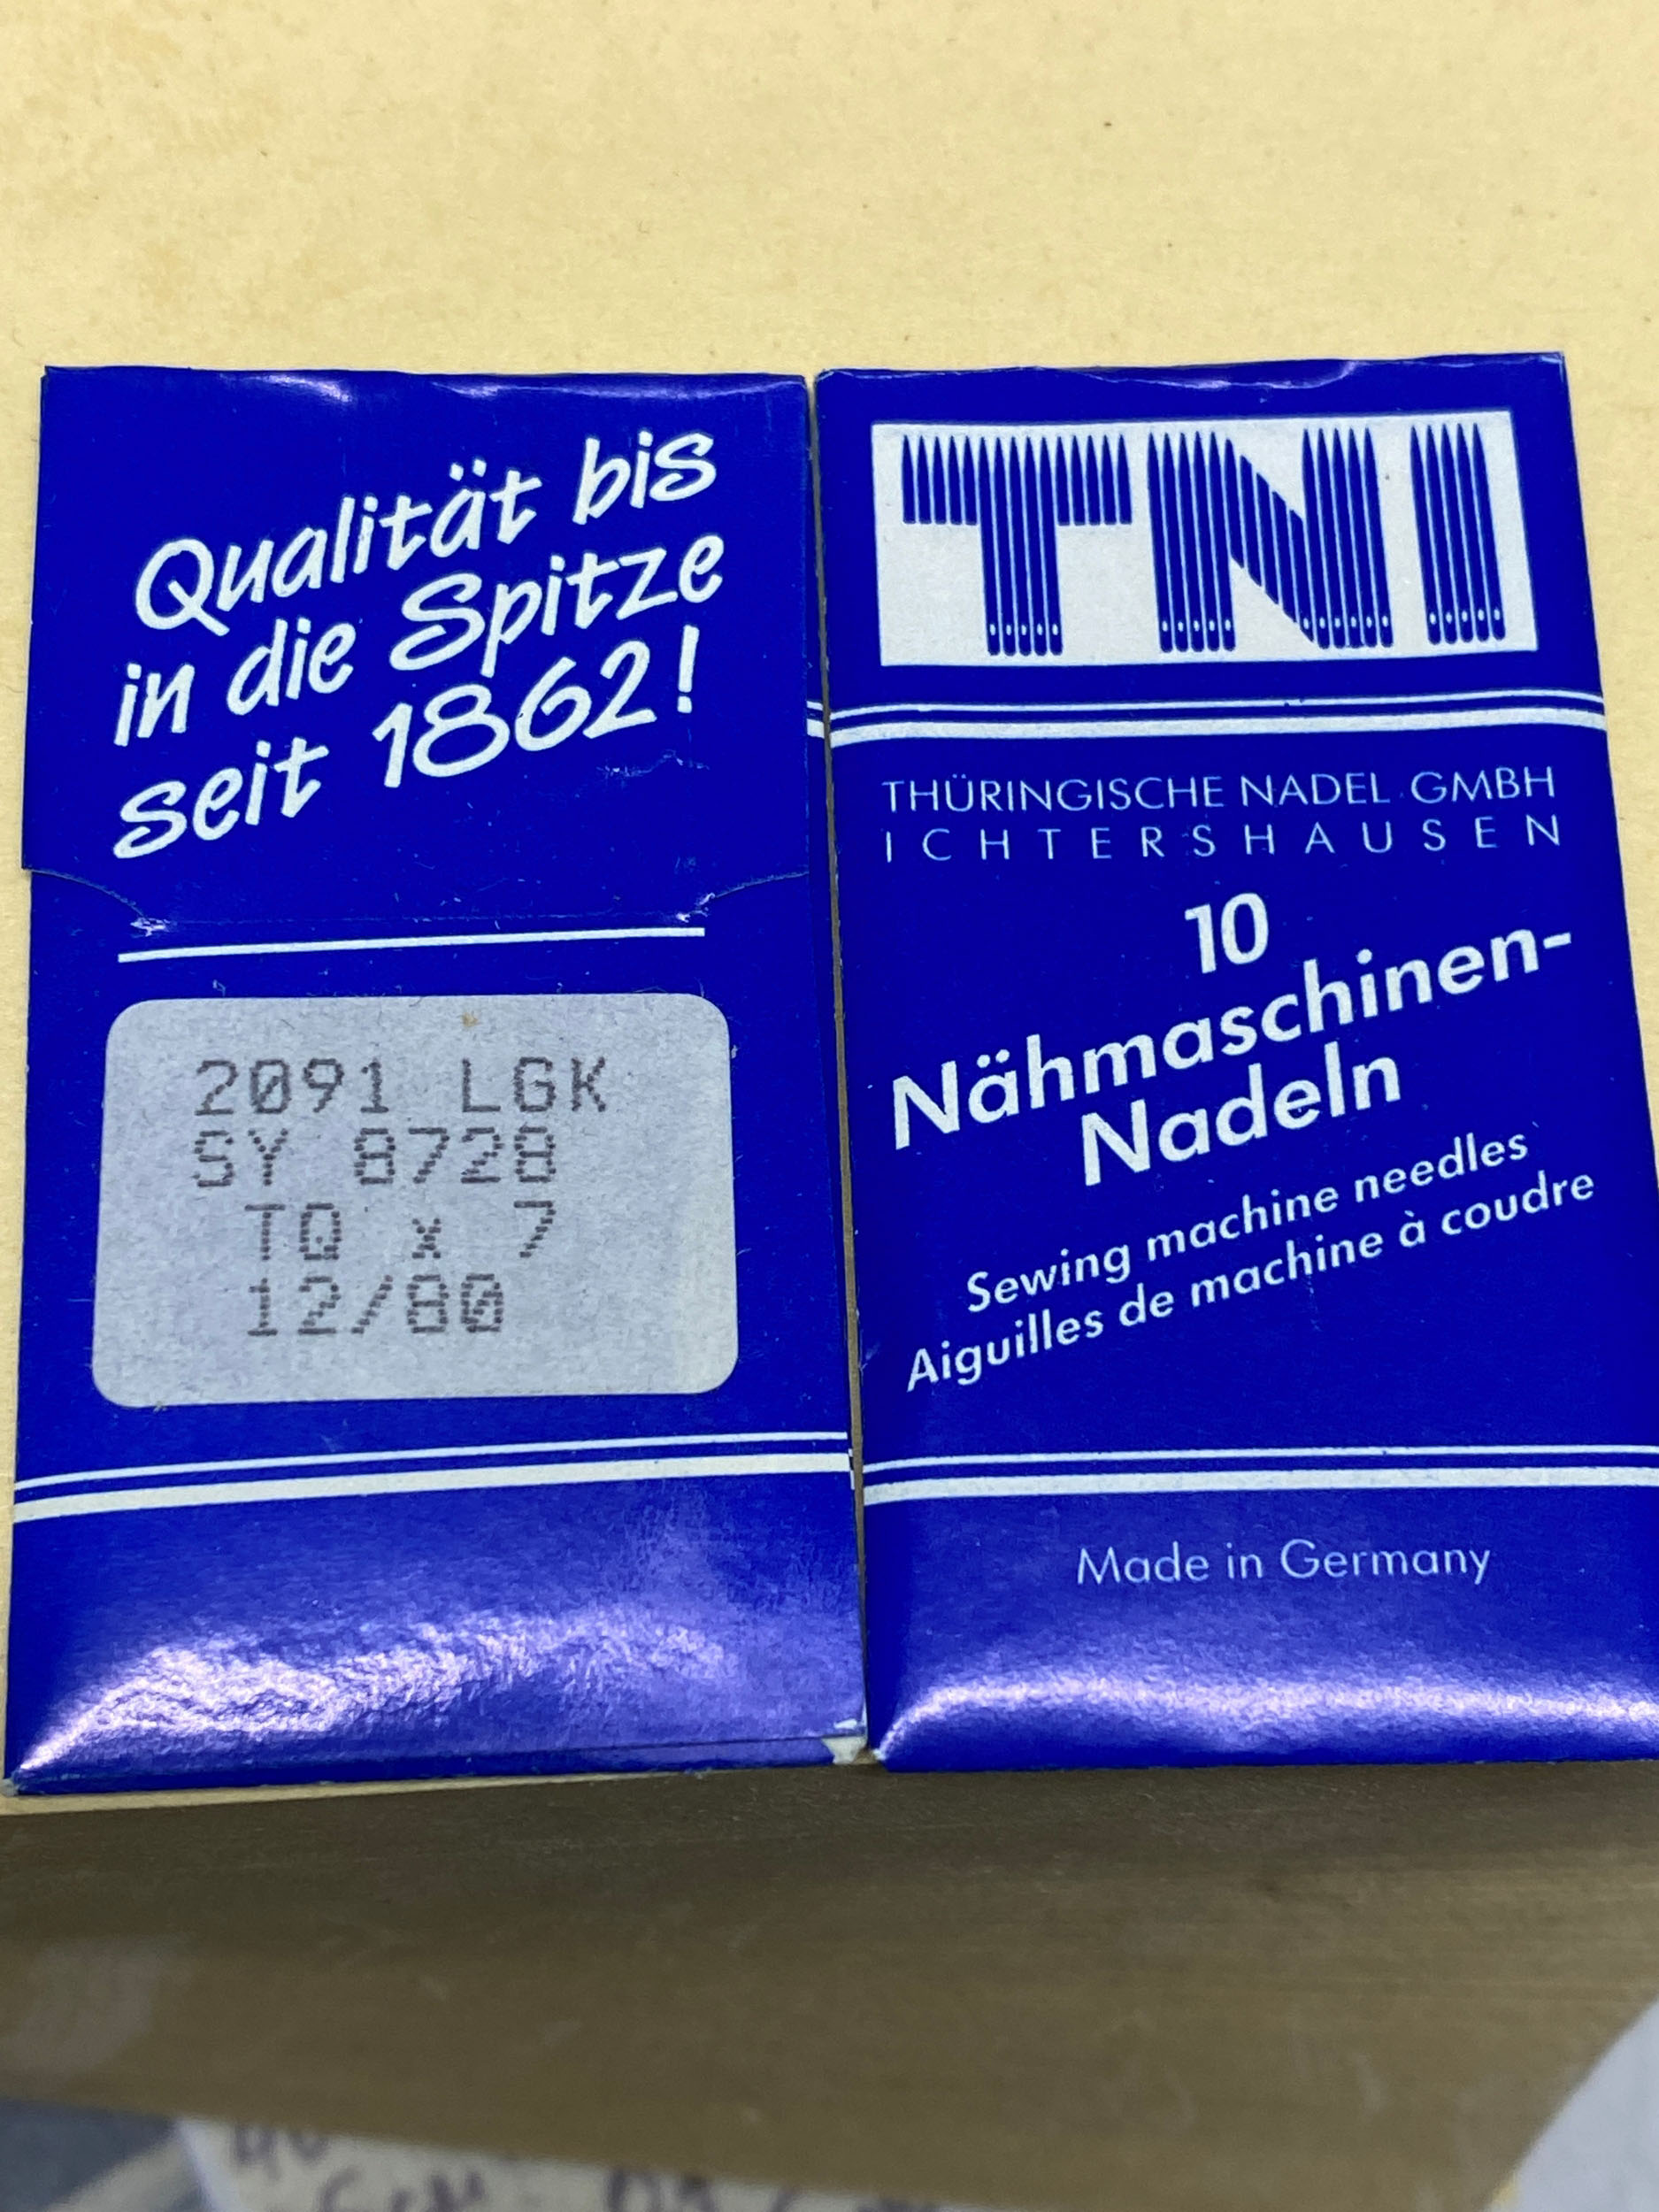 Qualität bis
in die Spitze
seit 1862!
2091 LGK
SY 8728
TQ x 7
12/80
TNI
THÜRINGISCHE NADEL GMBH
ICHTERSHAUSEN
10
Nähmaschinen-
Nadeln
Sewing machine needles
Aiguilles de machine à coudre
Made in Germany